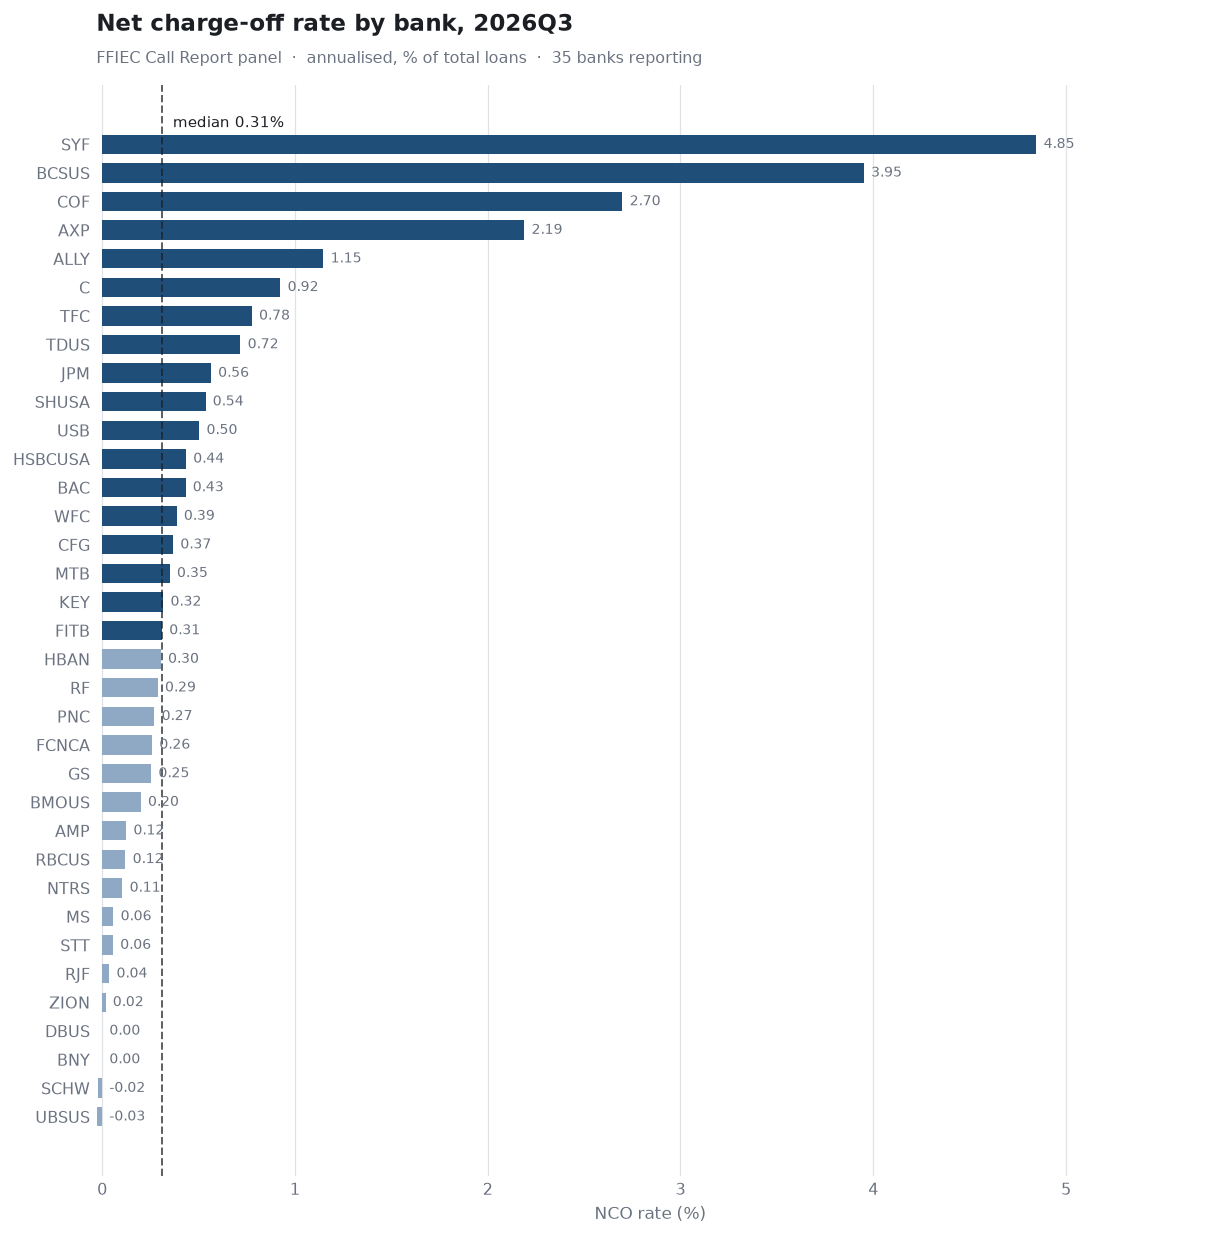 Net charge-off rate by bank, 2026Q3
FFIEC Call Report panel · annualised, % of total loans · 35 banks reporting
median 0.31%
SYF 4.85
BCSUS 3.95
COF 2.70
AXP 2.19
ALLY 1.15
C 0.92
TFC 0.78
TDUS 0.72
JPM 0.56
SHUSA 0.54
USB 0.50
HSBCUSA 0.44
BAC 0.43
WFC 0.39
CFG 0.37
MTB 0.35
KEY 0.32
FITB 0.31
HBAN 0.30
RF 0.29
PNC 0.27
FCNCA 0.26
GS 0.25
BMOUS 0.20
AMP 0.12
RBCUS 0.12
NTRS 0.11
MS 0.06
STT 0.06
RJF 0.04
ZION 0.02
DBUS 0.00
BNY 0.00
SCHW -0.02
UBSUS -0.03
0 1 2 3 4 5
NCO rate (%)